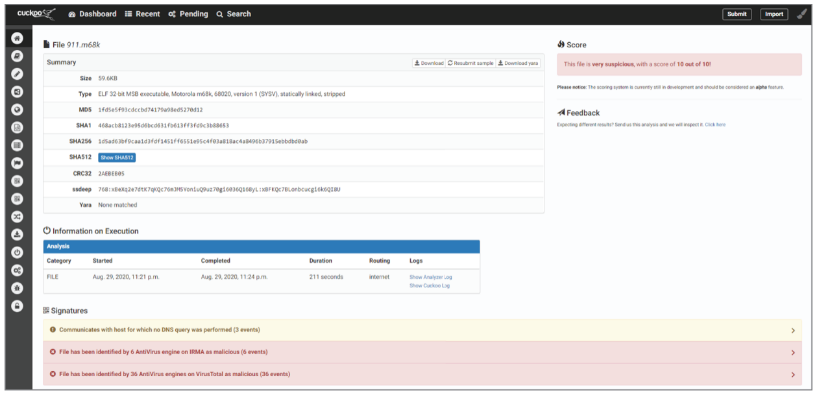 cuckoo Dashboard Recent Pending Search Submit Import
File 911.m68k
Summary Download Resubmit sample Download yara
Size 59.6KB
Type ELF 32-bit MSB executable, Motorola m68k, 68020, version 1 (SYSV), statically linked, stripped
MD5
SHA1
SHA256
SHA512 Show SHA512
CRC32
ssdeep
Yara None matched
Score
This file is very suspicious, with a score of 10 out of 10!
Please notice: The scoring system is currently still in development and should be considered an alpha feature.
Feedback
Expecting different results? Send us this analysis and we will inspect it. Click here
Information on Execution
Analysis
Category Started Completed Duration Routing Logs
FILE Aug. 29, 2020, 11:21 p.m. Aug. 29, 2020, 11:24 p.m. 211 seconds internet Show Analyzer Log
Show Cuckoo Log
Signatures
Communicates with host for which no DNS query was performed (3 events)
File has been identified by 6 AntiVirus engine on IRMA as malicious (6 events)
File has been identified by 36 AntiVirus engines on VirusTotal as malicious (36 events)